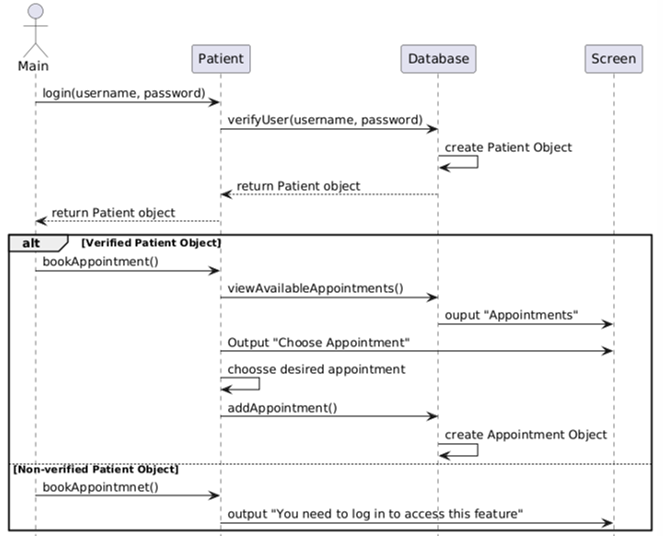 Main
Patient
Database
Screen
login(username, password)
verifyUser(username, password)
create Patient Object
return Patient object
return Patient object
alt [Verified Patient Object]
bookAppointment()
viewAvailableAppointments()
ouput "Appointments"
Output "Choose Appointment"
choosse desired appointment
addAppointment()
create Appointment Object
[Non-verified Patient Object]
bookAppointmnet()
output "You need to log in to access this feature"